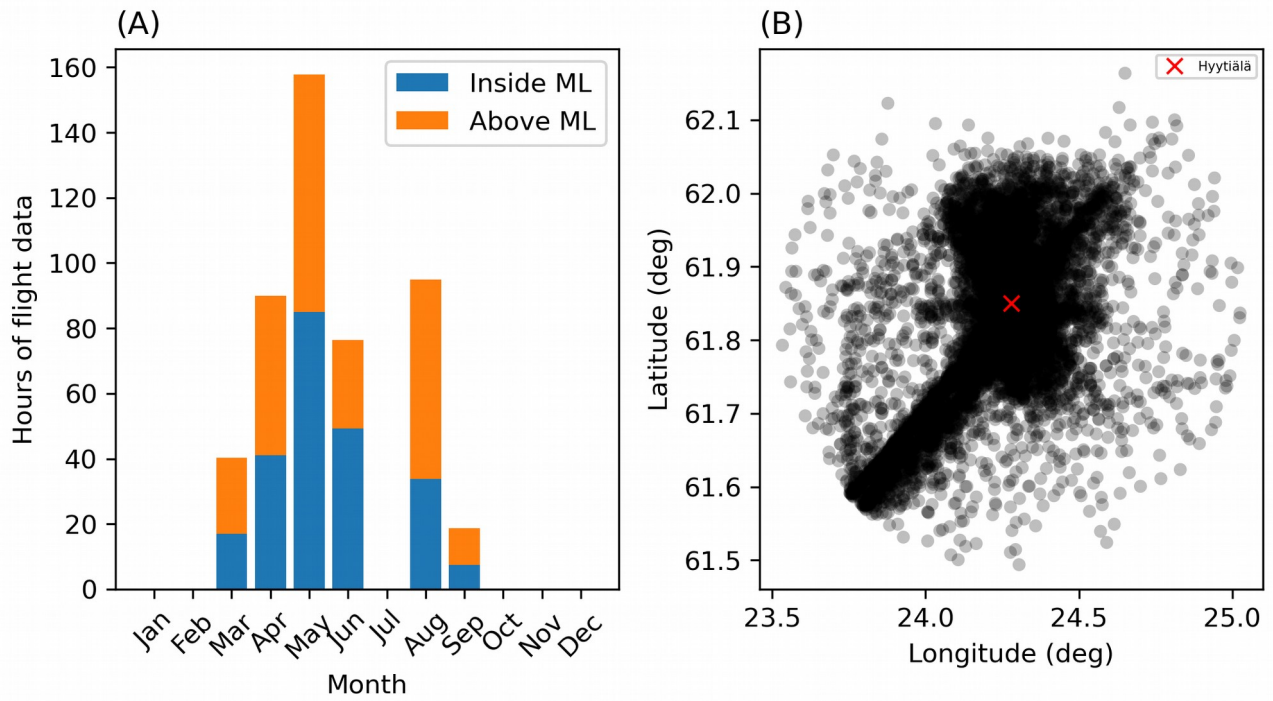 (A)
Hours of flight data
160
140
120
100
80
60
40
20
0
Inside ML
Above ML
Jan
Feb
Mar
Apr
May
Jun
Jul
Aug
Sep
Oct
Nov
Dec
Month
(B)
Latitude (deg)
62.1
62.0
61.9
61.8
61.7
61.6
61.5
Hyytiälä
23.5
24.0
24.5
25.0
Longitude (deg)